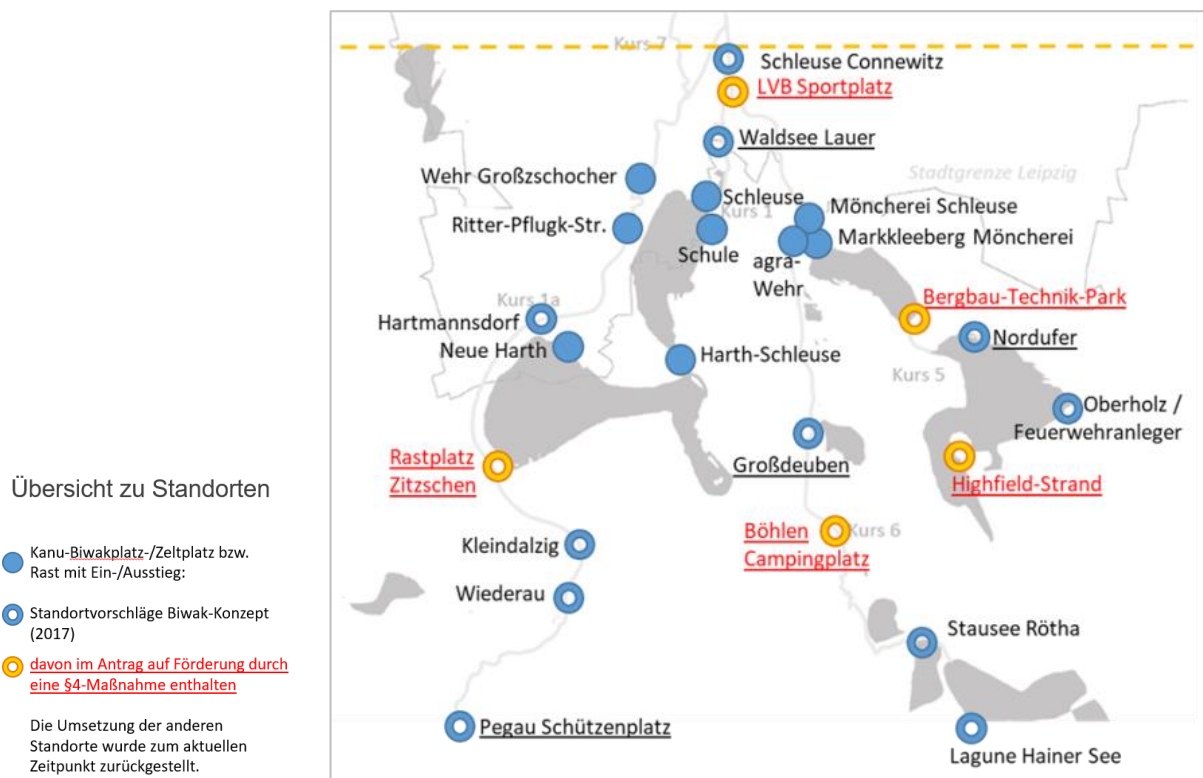 Kurs 7
Schleuse Connewitz
LVB Sportplatz
Waldsee Lauer
Stadtgrenze Leipzig
Wehr Großzschocher
Schleuse
Kurs 1
Möncherei Schleuse
Ritter-Pflugk-Str.
Markkleeberg Möncherei
Schule
agra-
Wehr
Kurs 1a
Bergbau-Technik-Park
Hartmannsdorf
Nordufer
Neue Harth
Harth-Schleuse
Kurs 5
Oberholz /
Feuerwehranleger
Rastplatz
Zitzschen
Großdeuben
Highfield-Strand
Übersicht zu Standorten
Böhlen
Campingplatz
Kurs 6
Kleindalzig
Kanu-Biwakplatz-/Zeltplatz bzw.
Rast mit Ein-/Ausstieg:
Wiederau
Standortvorschläge Biwak-Konzept
(2017)
Stausee Rötha
davon im Antrag auf Förderung durch
eine §4-Maßnahme enthalten
Die Umsetzung der anderen
Standorte wurde zum aktuellen
Zeitpunkt zurückgestellt.
Pegau Schützenplatz
Lagune Hainer See